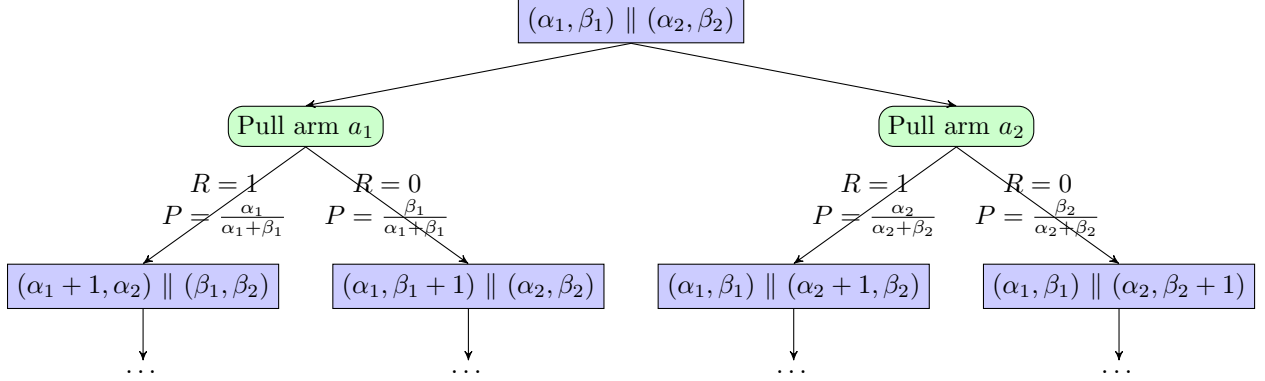 (α₁, β₁) ∥ (α₂, β₂)
Pull arm a₁
Pull arm a₂
R = 1
P = α₁/(α₁+β₁)
R = 0
P = β₁/(α₁+β₁)
R = 1
P = α₂/(α₂+β₂)
R = 0
P = β₂/(α₂+β₂)
(α₁ + 1, α₂) ∥ (β₁, β₂)
(α₁, β₁ + 1) ∥ (α₂, β₂)
(α₁, β₁) ∥ (α₂ + 1, β₂)
(α₁, β₁) ∥ (α₂, β₂ + 1)
...
...
...
...